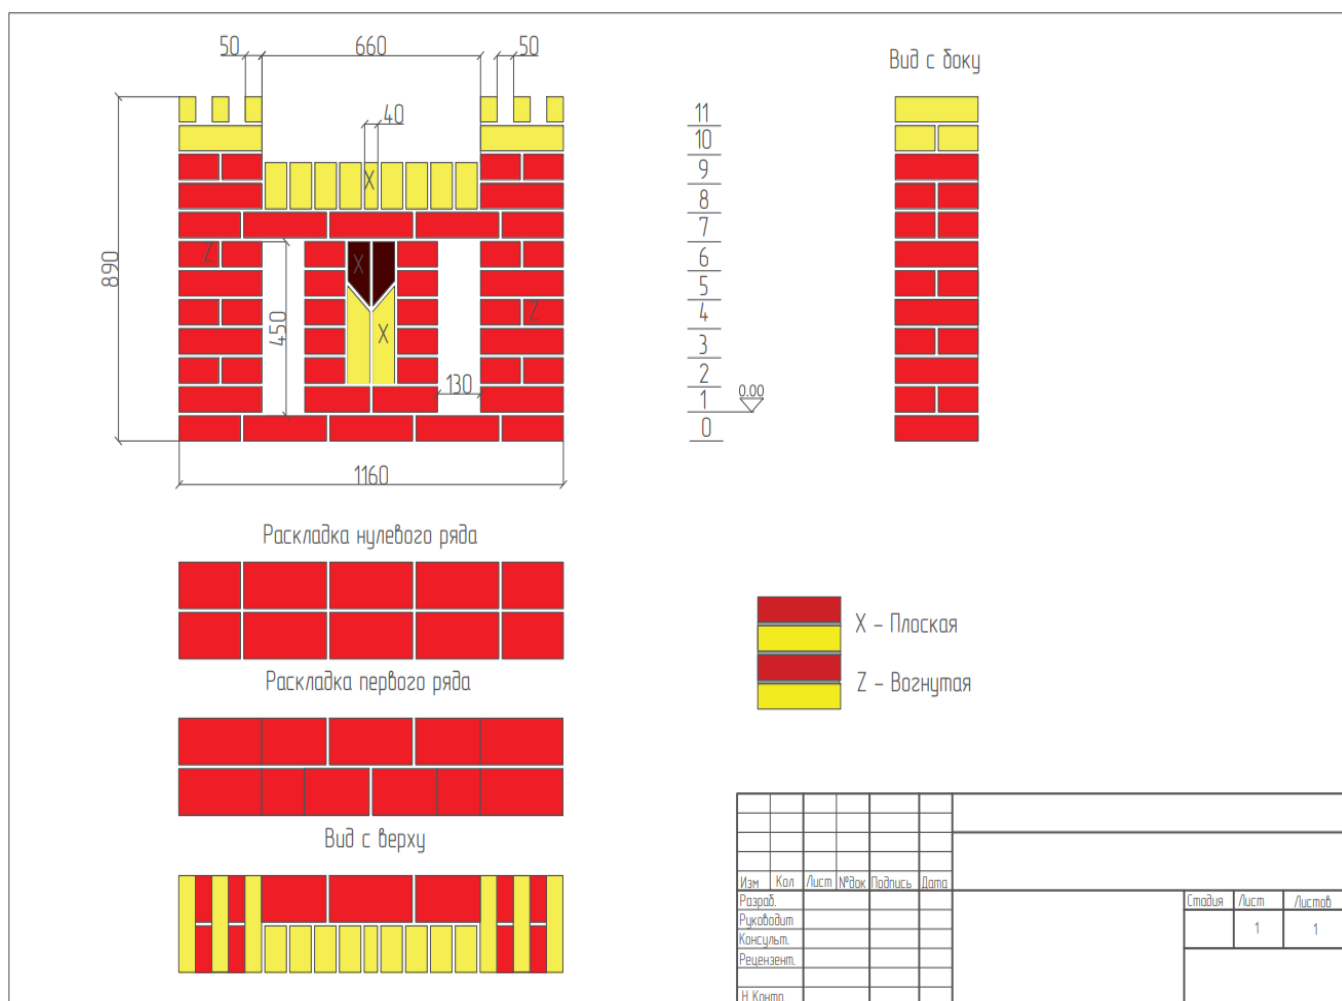 50
660
50
Вид с боку
40
11
10
9
X
8
7
Z
6
X
890
5
4
Z
450
3
X
2
130
0.00
1
0
1160
Раскладка нулевого ряда
X - Плоская
Раскладка первого ряда
Z - Вогнутая
Вид с верху
Изм Кол Лист №док Подпись Дата
Разраб.
Стадия Лист Листов
Руководит
1 1
Консульт.
Рецензент.
Н.Контр